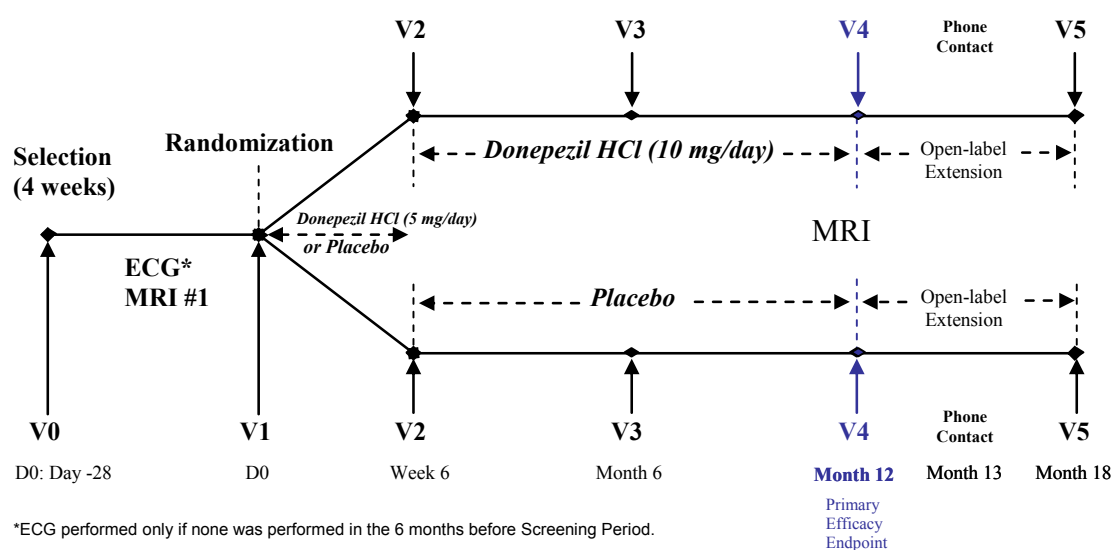 V2
V3
V4
Phone
Contact
V5
Selection
(4 weeks)
Randomization
Donepezil HCl (10 mg/day)
Open-label
Extension
Donepezil HCl (5 mg/day)
or Placebo
MRI
ECG*
MRI #1
Placebo
Open-label
Extension
V0
V1
V2
V3
V4
Phone
Contact
V5
D0: Day -28
D0
Week 6
Month 6
Month 12
Month 13
Month 18
Primary
Efficacy
Endpoint
*ECG performed only if none was performed in the 6 months before Screening Period.